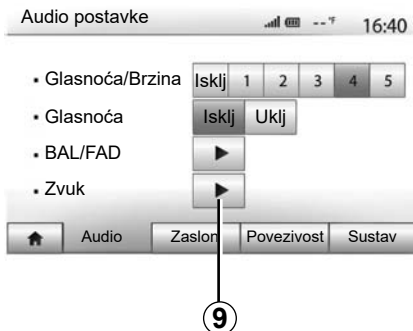 Audio postavke --°F 16:40
• Glasnoća/Brzina Isklj 1 2 3 4 5
• Glasnoća Isklj Uklj
• BAL/FAD
• Zvuk
Audio Zaslon Povezivost Sustav
9